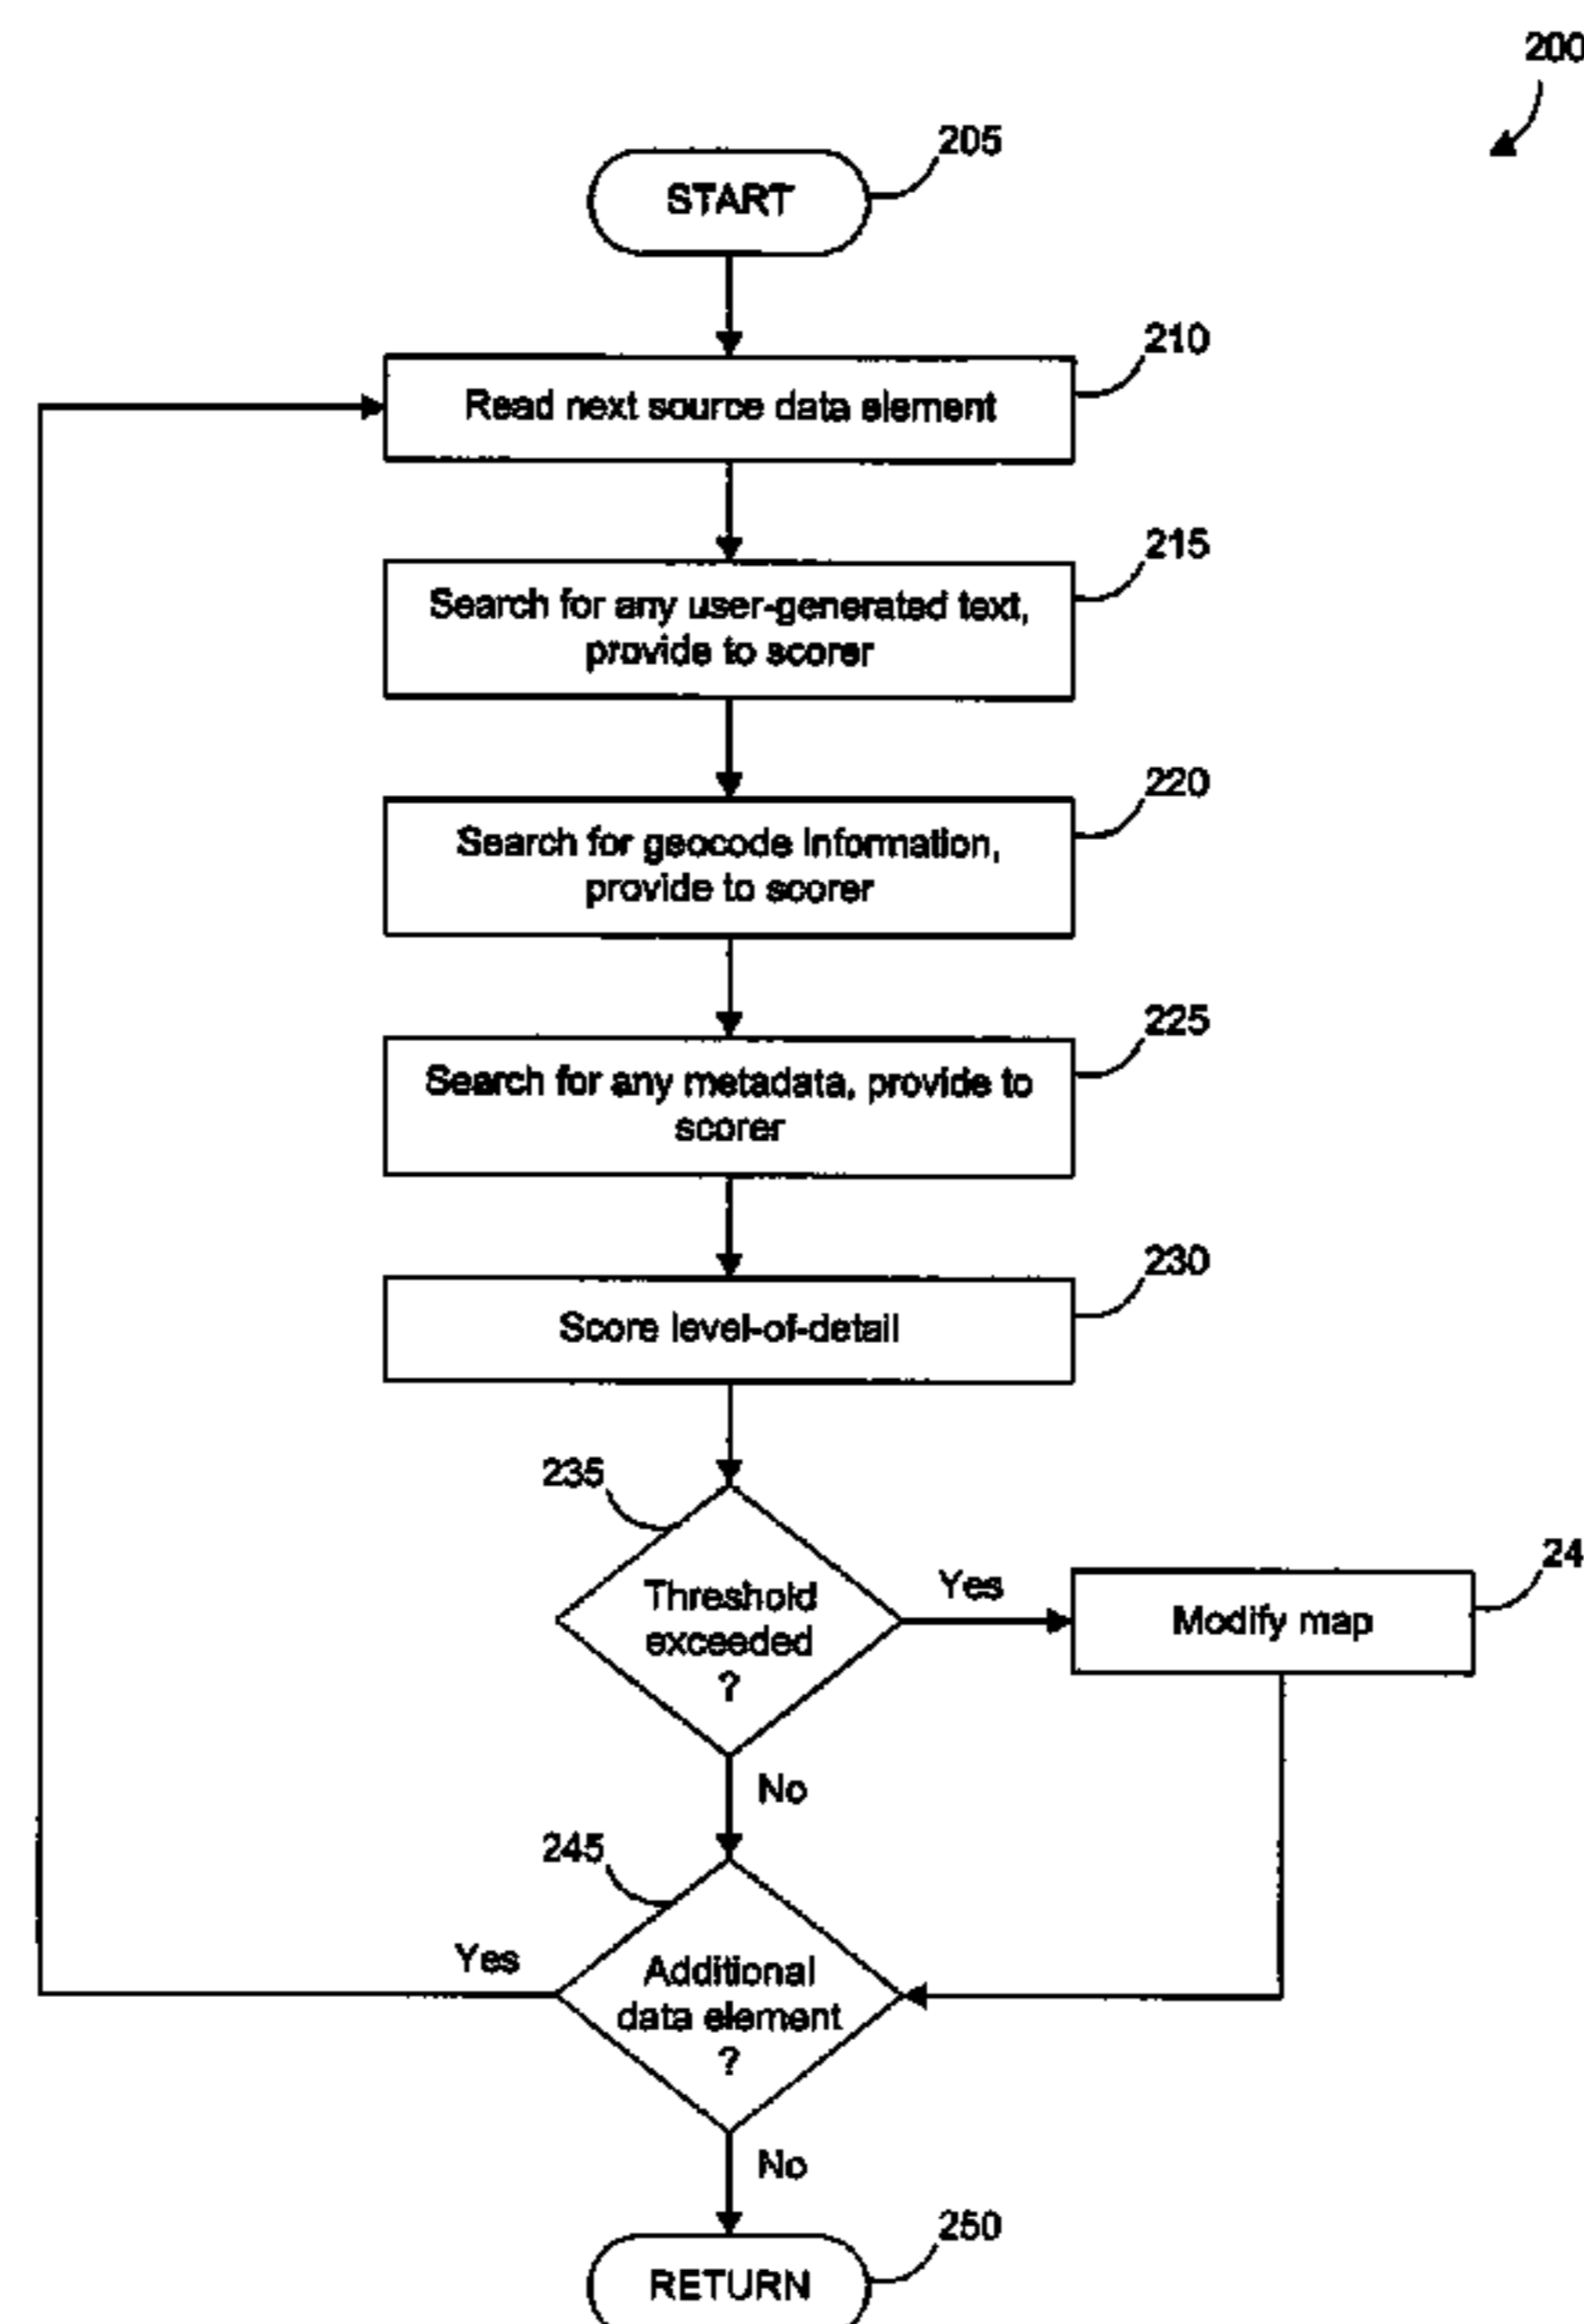 200
205
START
210
Read next source data element
215
Search for any user-generated text,
provide to scorer
220
Search for geocode information,
provide to scorer
225
Search for any metadata, provide to
scorer
230
Score level-of-detail
235
Threshold
exceeded
?
Yes
24
Modify map
No
245
Yes
Additional
data element
?
No
250
RETURN